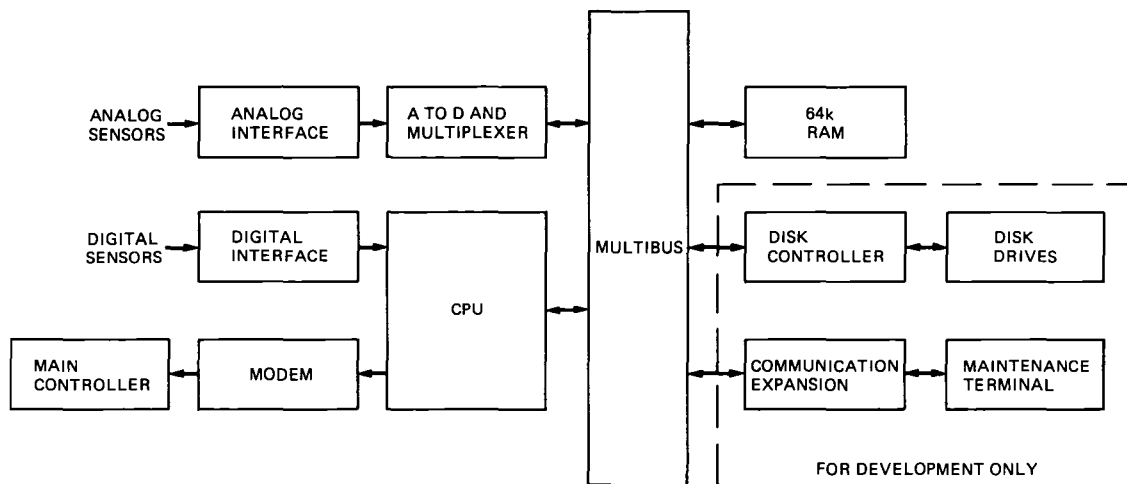 ANALOG
SENSORS
ANALOG
INTERFACE
A TO D AND
MULTIPLEXER
64k
RAM
DIGITAL
SENSORS
DIGITAL
INTERFACE
CPU
MULTIBUS
DISK
CONTROLLER
DISK
DRIVES
MAIN
CONTROLLER
MODEM
COMMUNICATION
EXPANSION
MAINTENANCE
TERMINAL
FOR DEVELOPMENT ONLY